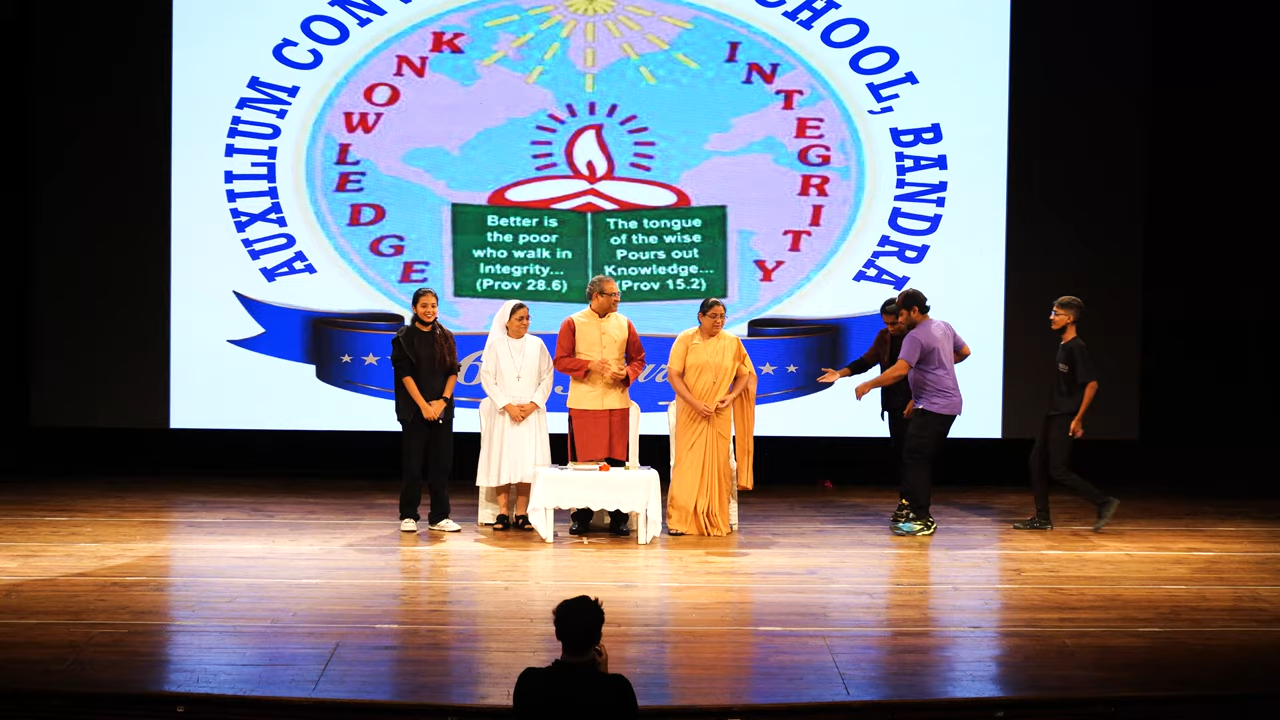 AUXILIUM CON
CHOOL, BANDRA
KNOWLEDGE
INTEGRITY
Better is
the poor
who walk in
Integrity...
(Prov 28.6)
The tongue
of the wise
Pours out
Knowledge...
(Prov 15.2)